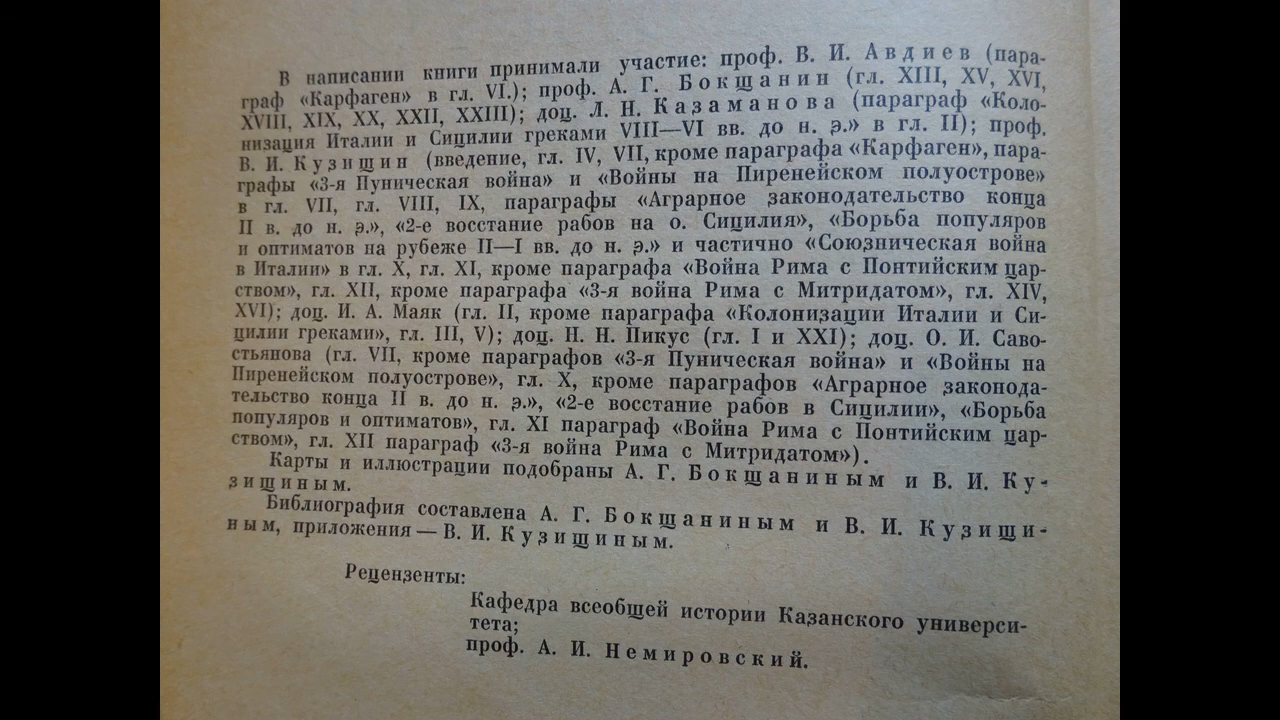 В написании книги принимали участие: проф. В. И. Авдиев (пара-
граф «Карфаген» в гл. VI.); проф. А. Г. Бокщанин (гл. XIII, XV, XVI,
XVIII, XIX, XX, XXII, XXIII); доц. Л. Н. Казаманова (параграф «Коло-
низация Италии и Сицилии греками VIII—VI вв. до н. э.» в гл. II); проф.
В. И. Кузищин (введение, гл. IV, VII, кроме параграфа «Карфаген», пара-
графы «3-я Пуническая война» и «Войны на Пиренейском полуострове»
в гл. VII, гл. VIII, IX, параграфы «Аграрное законодательство конца
II в. до н. э.», «2-е восстание рабов на о. Сицилия», «Борьба популяров
и оптиматов на рубеже II—I вв. до н. э.» и частично «Союзническая война
в Италии» в гл. X, гл. XI, кроме параграфа «Война Рима с Понтийским цар-
ством», гл. XII, кроме параграфа «3-я война Рима с Митридатом», гл. XIV,
XVI); доц. И. А. Маяк (гл. II, кроме параграфа «Колонизации Италии и Си-
цилии греками», гл. III, V); доц. Н. Н. Пикус (гл. I и XXI); доц. О. И. Саво-
стьянова (гл. VII, кроме параграфов «3-я Пуническая война» и «Войны на
Пиренейском полуострове», гл. X, кроме параграфов «Аграрное законода-
тельство конца II в. до н. э.», «2-е восстание рабов в Сицилии», «Борьба
популяров и оптиматов», гл. XI параграф «Война Рима с Понтийским цар-
ством», гл. XII параграф «3-я война Рима с Митридатом»).
Карты и иллюстрации подобраны А. Г. Бокщаниным и В. И. Ку-
зищиным.
Библиография составлена А. Г. Бокщаниным и В. И. Кузищи-
ным, приложения — В. И. Кузищиным.
Рецензенты:
Кафедра всеобщей истории Казанского универси-
тета;
проф. А. И. Немировский.